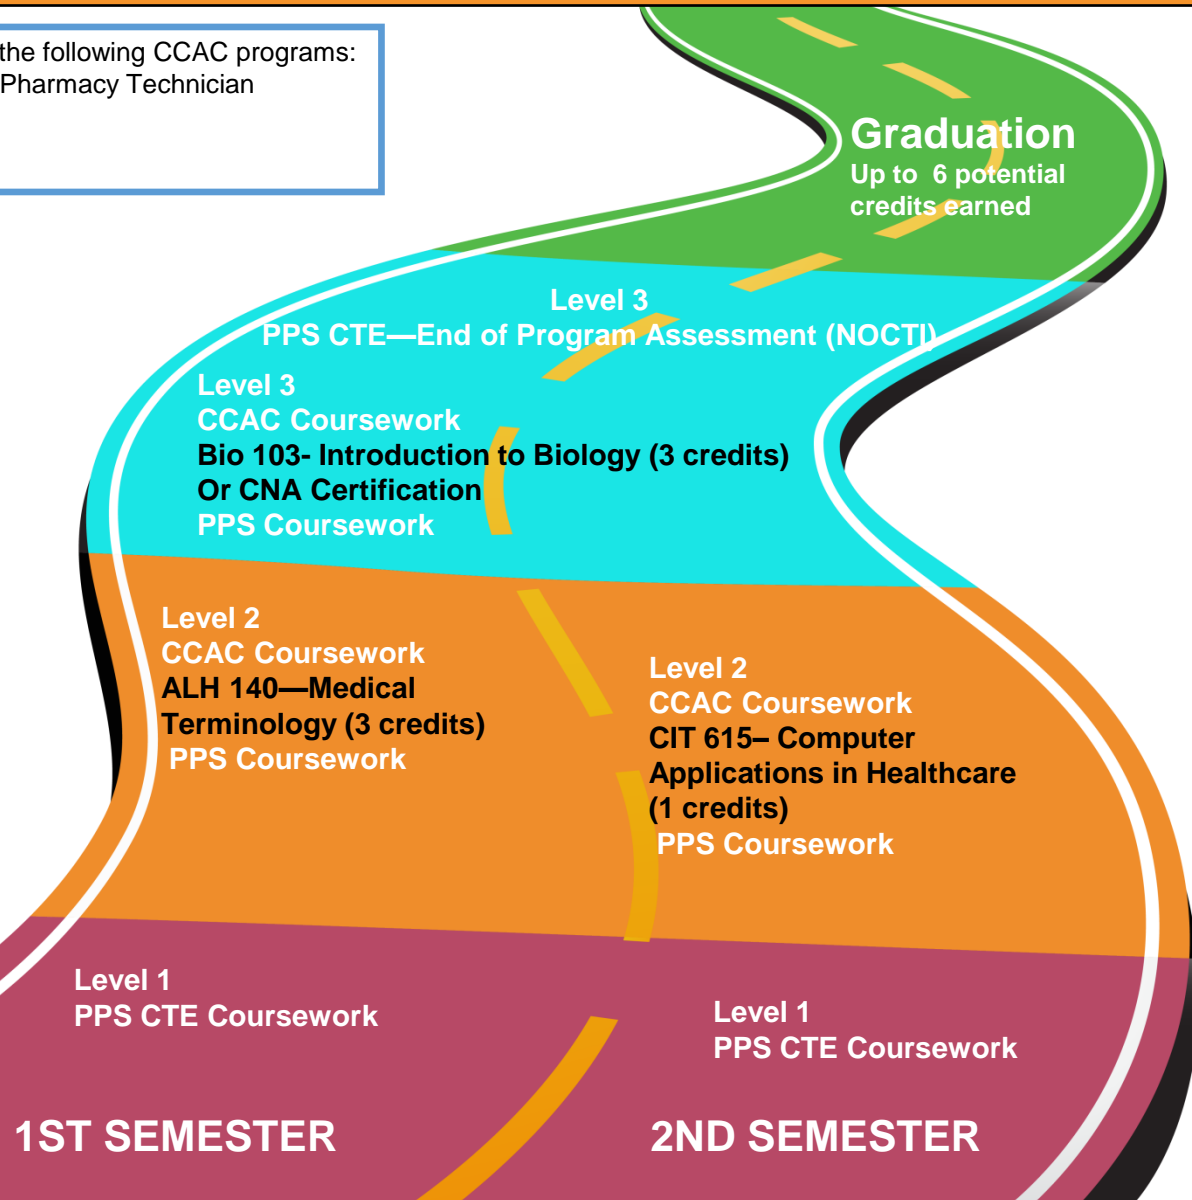 the following CCAC programs:
Pharmacy Technician
Graduation
Up to  6 potential
credits earned
Level 3
PPS CTE—End of Program Assessment (NOCTI)
Level 3
CCAC Coursework
Bio 103- Introduction to Biology (3 credits)
Or CNA Certification
PPS Coursework
Level 2
CCAC Coursework
ALH 140—Medical
Terminology (3 credits)
PPS Coursework
Level 2
CCAC Coursework
CIT 615– Computer
Applications in Healthcare
(1 credits)
PPS Coursework
Level 1
PPS CTE Coursework
Level 1
PPS CTE Coursework
1ST SEMESTER
2ND SEMESTER